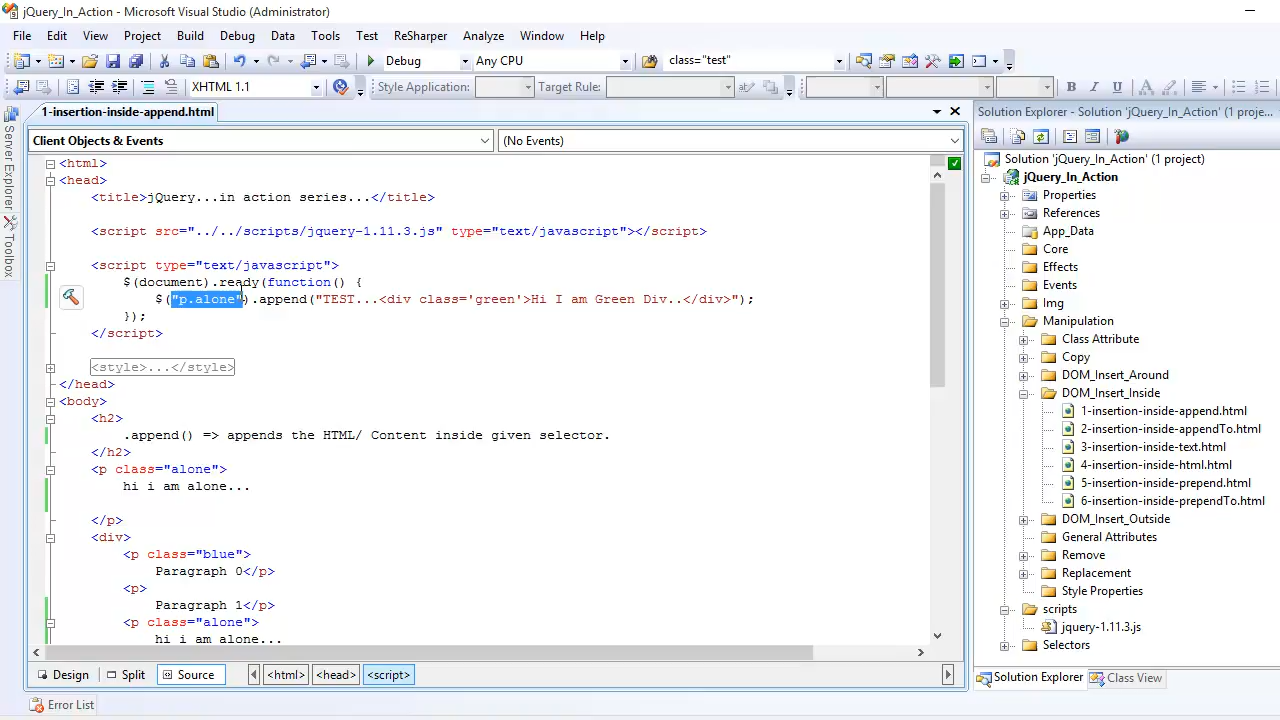 jQuery_In_Action - Microsoft Visual Studio (Administrator)
File Edit View Project Build Debug Data Tools Test ReSharper Analyze Window Help
Debug Any CPU class="test"
XHTML 1.1 Style Application: Target Rule: B I U A
1-insertion-inside-append.html
Solution Explorer - Solution 'jQuery_In_Action' (1 proje...
Client Objects & Events (No Events)
<html>
<head>
<title>jQuery...in action series...</title>
<script src="../../scripts/jquery-1.11.3.js" type="text/javascript"></script>
<script type="text/javascript">
$(document).ready(function() {
$("p.alone").append("TEST...<div class='green'>Hi I am Green Div..</div>");
});
</script>
<style>...</style>
</head>
<body>
<h2>
.append() => appends the HTML/ Content inside given selector.
</h2>
<p class="alone">
hi i am alone...
</p>
<div>
<p class="blue">
Paragraph 0</p>
<p>
Paragraph 1</p>
<p class="alone">
hi i am alone...
Design Split Source <html> <head> <script>
Error List
Server Explorer
Toolbox
Solution 'jQuery_In_Action' (1 project)
jQuery_In_Action
Properties
References
App_Data
Core
Effects
Events
Img
Manipulation
Class Attribute
Copy
DOM_Insert_Around
DOM_Insert_Inside
1-insertion-inside-append.html
2-insertion-inside-appendTo.html
3-insertion-inside-text.html
4-insertion-inside-html.html
5-insertion-inside-prepend.html
6-insertion-inside-prependTo.html
DOM_Insert_Outside
General Attributes
Remove
Replacement
Style Properties
scripts
jquery-1.11.3.js
Selectors
Solution Explorer Class View